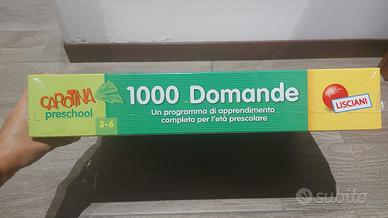 CAROTINA
preschool
3-6
1000 Domande
Un programma di apprendimento
completo per l'età prescolare
LISCIANI
subito